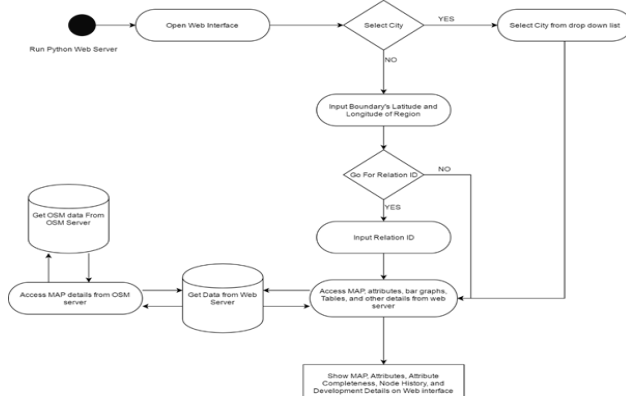 Run Python Web Server
Open Web Interface
Select City
YES
Select City from drop down list
NO
Input Boundary's Latitude and
Longitude of Region
Go For Relation ID
NO
YES
Input Relation ID
Get OSM data From
OSM Server
Access MAP details from OSM
server
Get Data from Web
Server
Access MAP, attributes, bar graphs,
Tables, and other details from web
server
Show MAP, Attributes, Attribute
Completeness, Node History, and
Development Details on Web interface